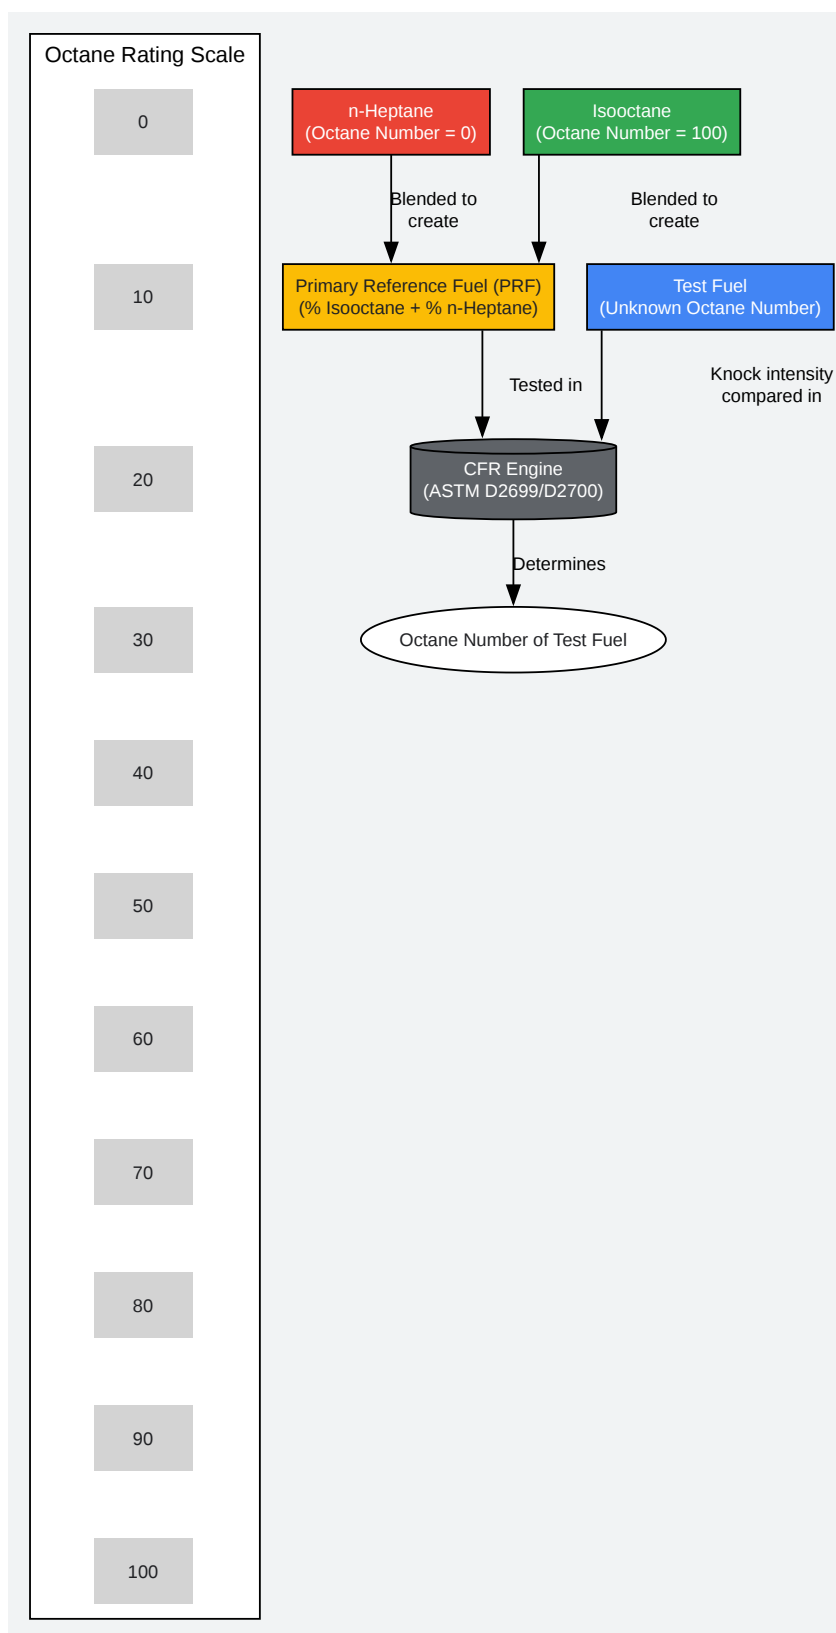 Octane Rating Scale
0
10
20
30
40
50
60
70
80
90
100
n-Heptane
(Octane Number = 0)
Isooctane
(Octane Number = 100)
Blended to
create
Blended to
create
Primary Reference Fuel (PRF)
(% Isooctane + % n-Heptane)
Test Fuel
(Unknown Octane Number)
Tested in
Knock intensity
compared in
CFR Engine
(ASTM D2699/D2700)
Determines
Octane Number of Test Fuel